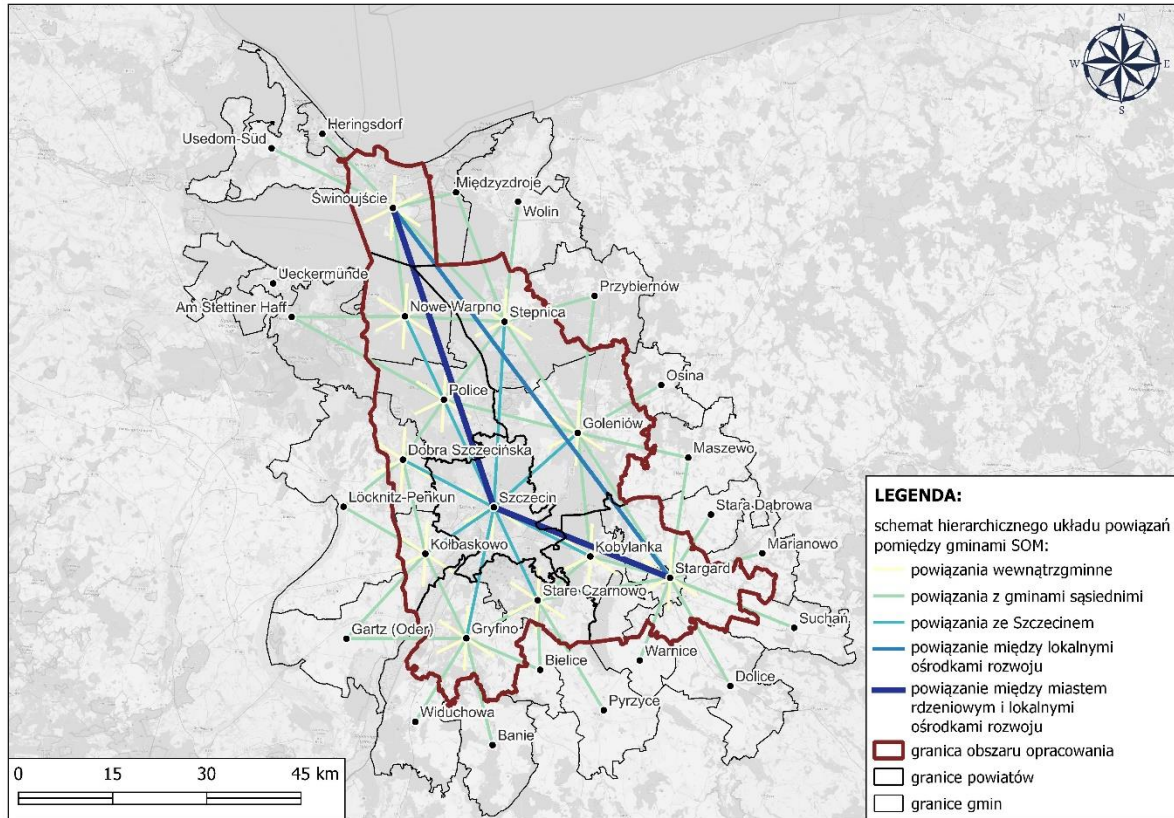 N
W
E
S
Heringsdorf
Usedom-Süd
Międzyzdroje
Świnoujście
Wolin
Ueckermünde
Przybiernów
Am Stettiner Haff
Nowe Warpno
Stepnica
Osina
Police
Goleniów
Dobra Szczecińska
Maszewo
Löcknitz-Penkun
Szczecin
Stara Dąbrowa
Kołbaskowo
Kobylanka
Marianowo
Stargard
Stare Czarnowo
Suchań
Gartz (Oder)
Gryfino
Warnice
Bielice
Dolice
Pyrzyce
Widuchowa
Banie
0 15 30 45 km
LEGENDA:
schemat hierarchicznego układu powiązań
pomiędzy gminami SOM:
powiązania wewnątrzgminne
powiązania z gminami sąsiednimi
powiązania ze Szczecinem
powiązanie między lokalnymi
ośrodkami rozwoju
powiązanie między miastem
rdzeniowym i lokalnymi
ośrodkami rozwoju
granica obszaru opracowania
granice powiatów
granice gmin